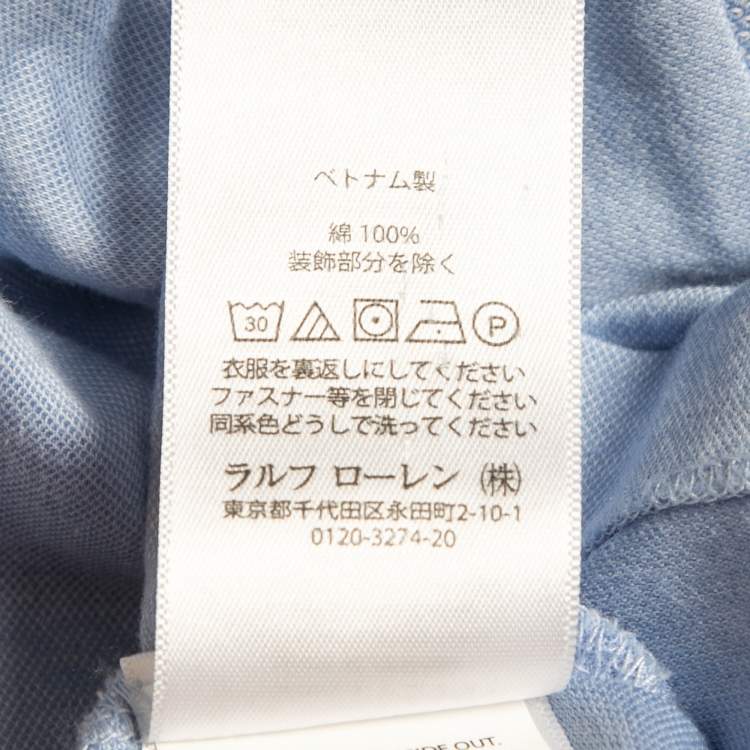 ベトナム製
綿 100%
装飾部分を除く
30 P
衣服を裏返しにしてください
ファスナー等を閉じてください
同系色どうしで洗ってください
ラルフ ローレン (株)
東京都千代田区永田町2-10-1
0120-3274-20
OUT.